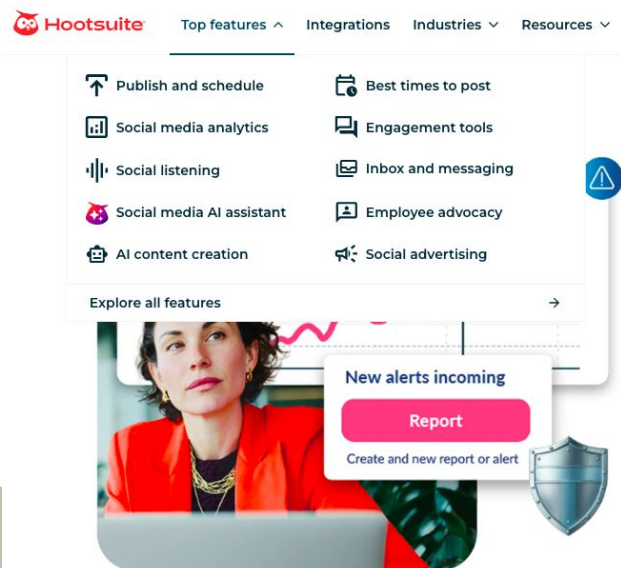 Hootsuite
Top features
Integrations
Industries
Resources
Publish and schedule
Best times to post
Social media analytics
Engagement tools
Social listening
Inbox and messaging
Social media AI assistant
Employee advocacy
AI content creation
Social advertising
Explore all features
New alerts incoming
Report
Create and new report or alert